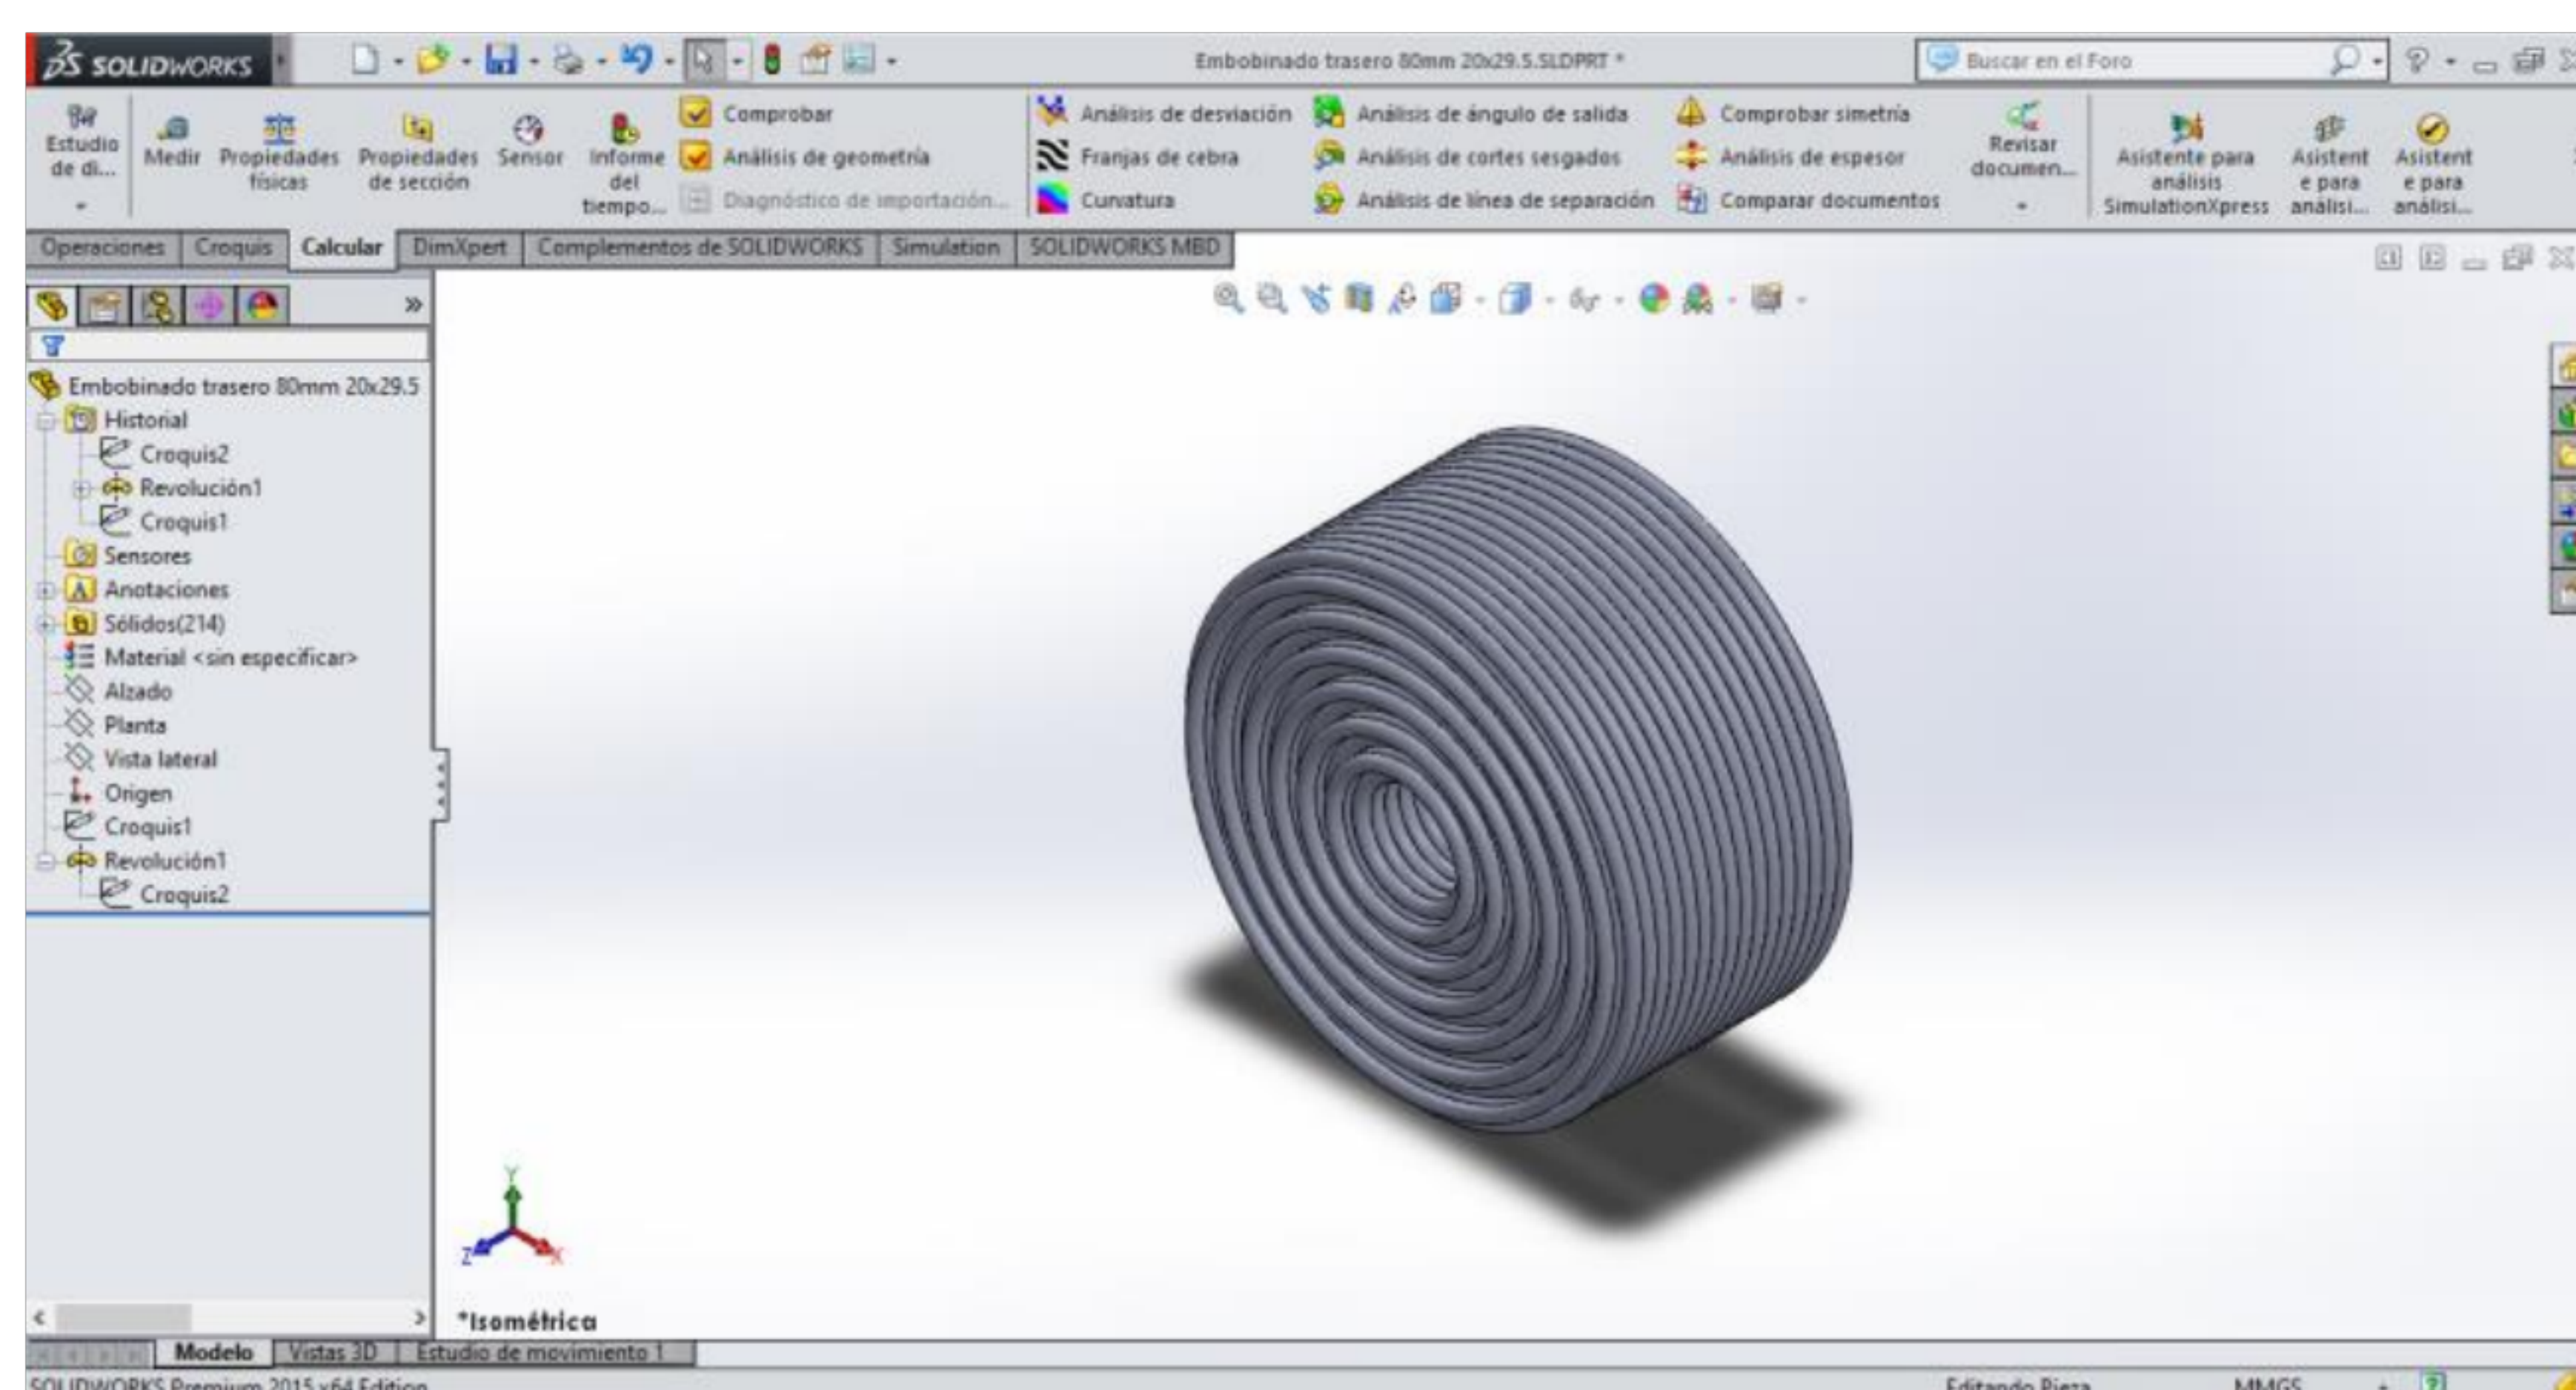 SOLIDWORKS
Embobinado trasero 80mm 20x29.5.SLDPRT *
Buscar en el Foro
Estudio de di...
Medir
Propiedades físicas
Propiedades de sección
Sensor
Informe del tiempo...
Comprobar
Análisis de geometría
Diagnóstico de importación...
Análisis de desviación
Franjas de cebra
Curvatura
Análisis de ángulo de salida
Análisis de cortes sesgados
Análisis de línea de separación
Comprobar simetría
Análisis de espesor
Comparar documentos
Revisar documen...
Asistente para análisis SimulationXpress
Asistent e para análisi...
Asistent e para análisi...
Operaciones
Croquis
Calcular
DimXpert
Complementos de SOLIDWORKS
Simulation
SOLIDWORKS MBD
Embobinado trasero 80mm 20x29.5
Historial
Croquis2
Revolución1
Croquis1
Sensores
Anotaciones
Sólidos(214)
Material <sin especificar>
Alzado
Planta
Vista lateral
Origen
Croquis1
Revolución1
Croquis2
Y
Z
X
*Isométrica
Modelo
Vistas 3D
Estudio de movimiento 1
SOLIDWORKS Premium 2015 x64 Edition
Editando Pieza
MMGS